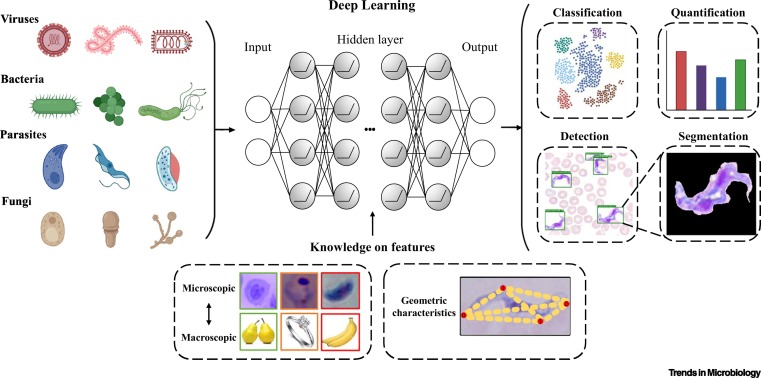 Deep Learning
Viruses
Bacteria
Parasites
Fungi
Input
Hidden layer
Output
Classification
Quantification
Detection
Segmentation
Knowledge on features
Microscopic
Macroscopic
Geometric
characteristics
Trends in Microbiology